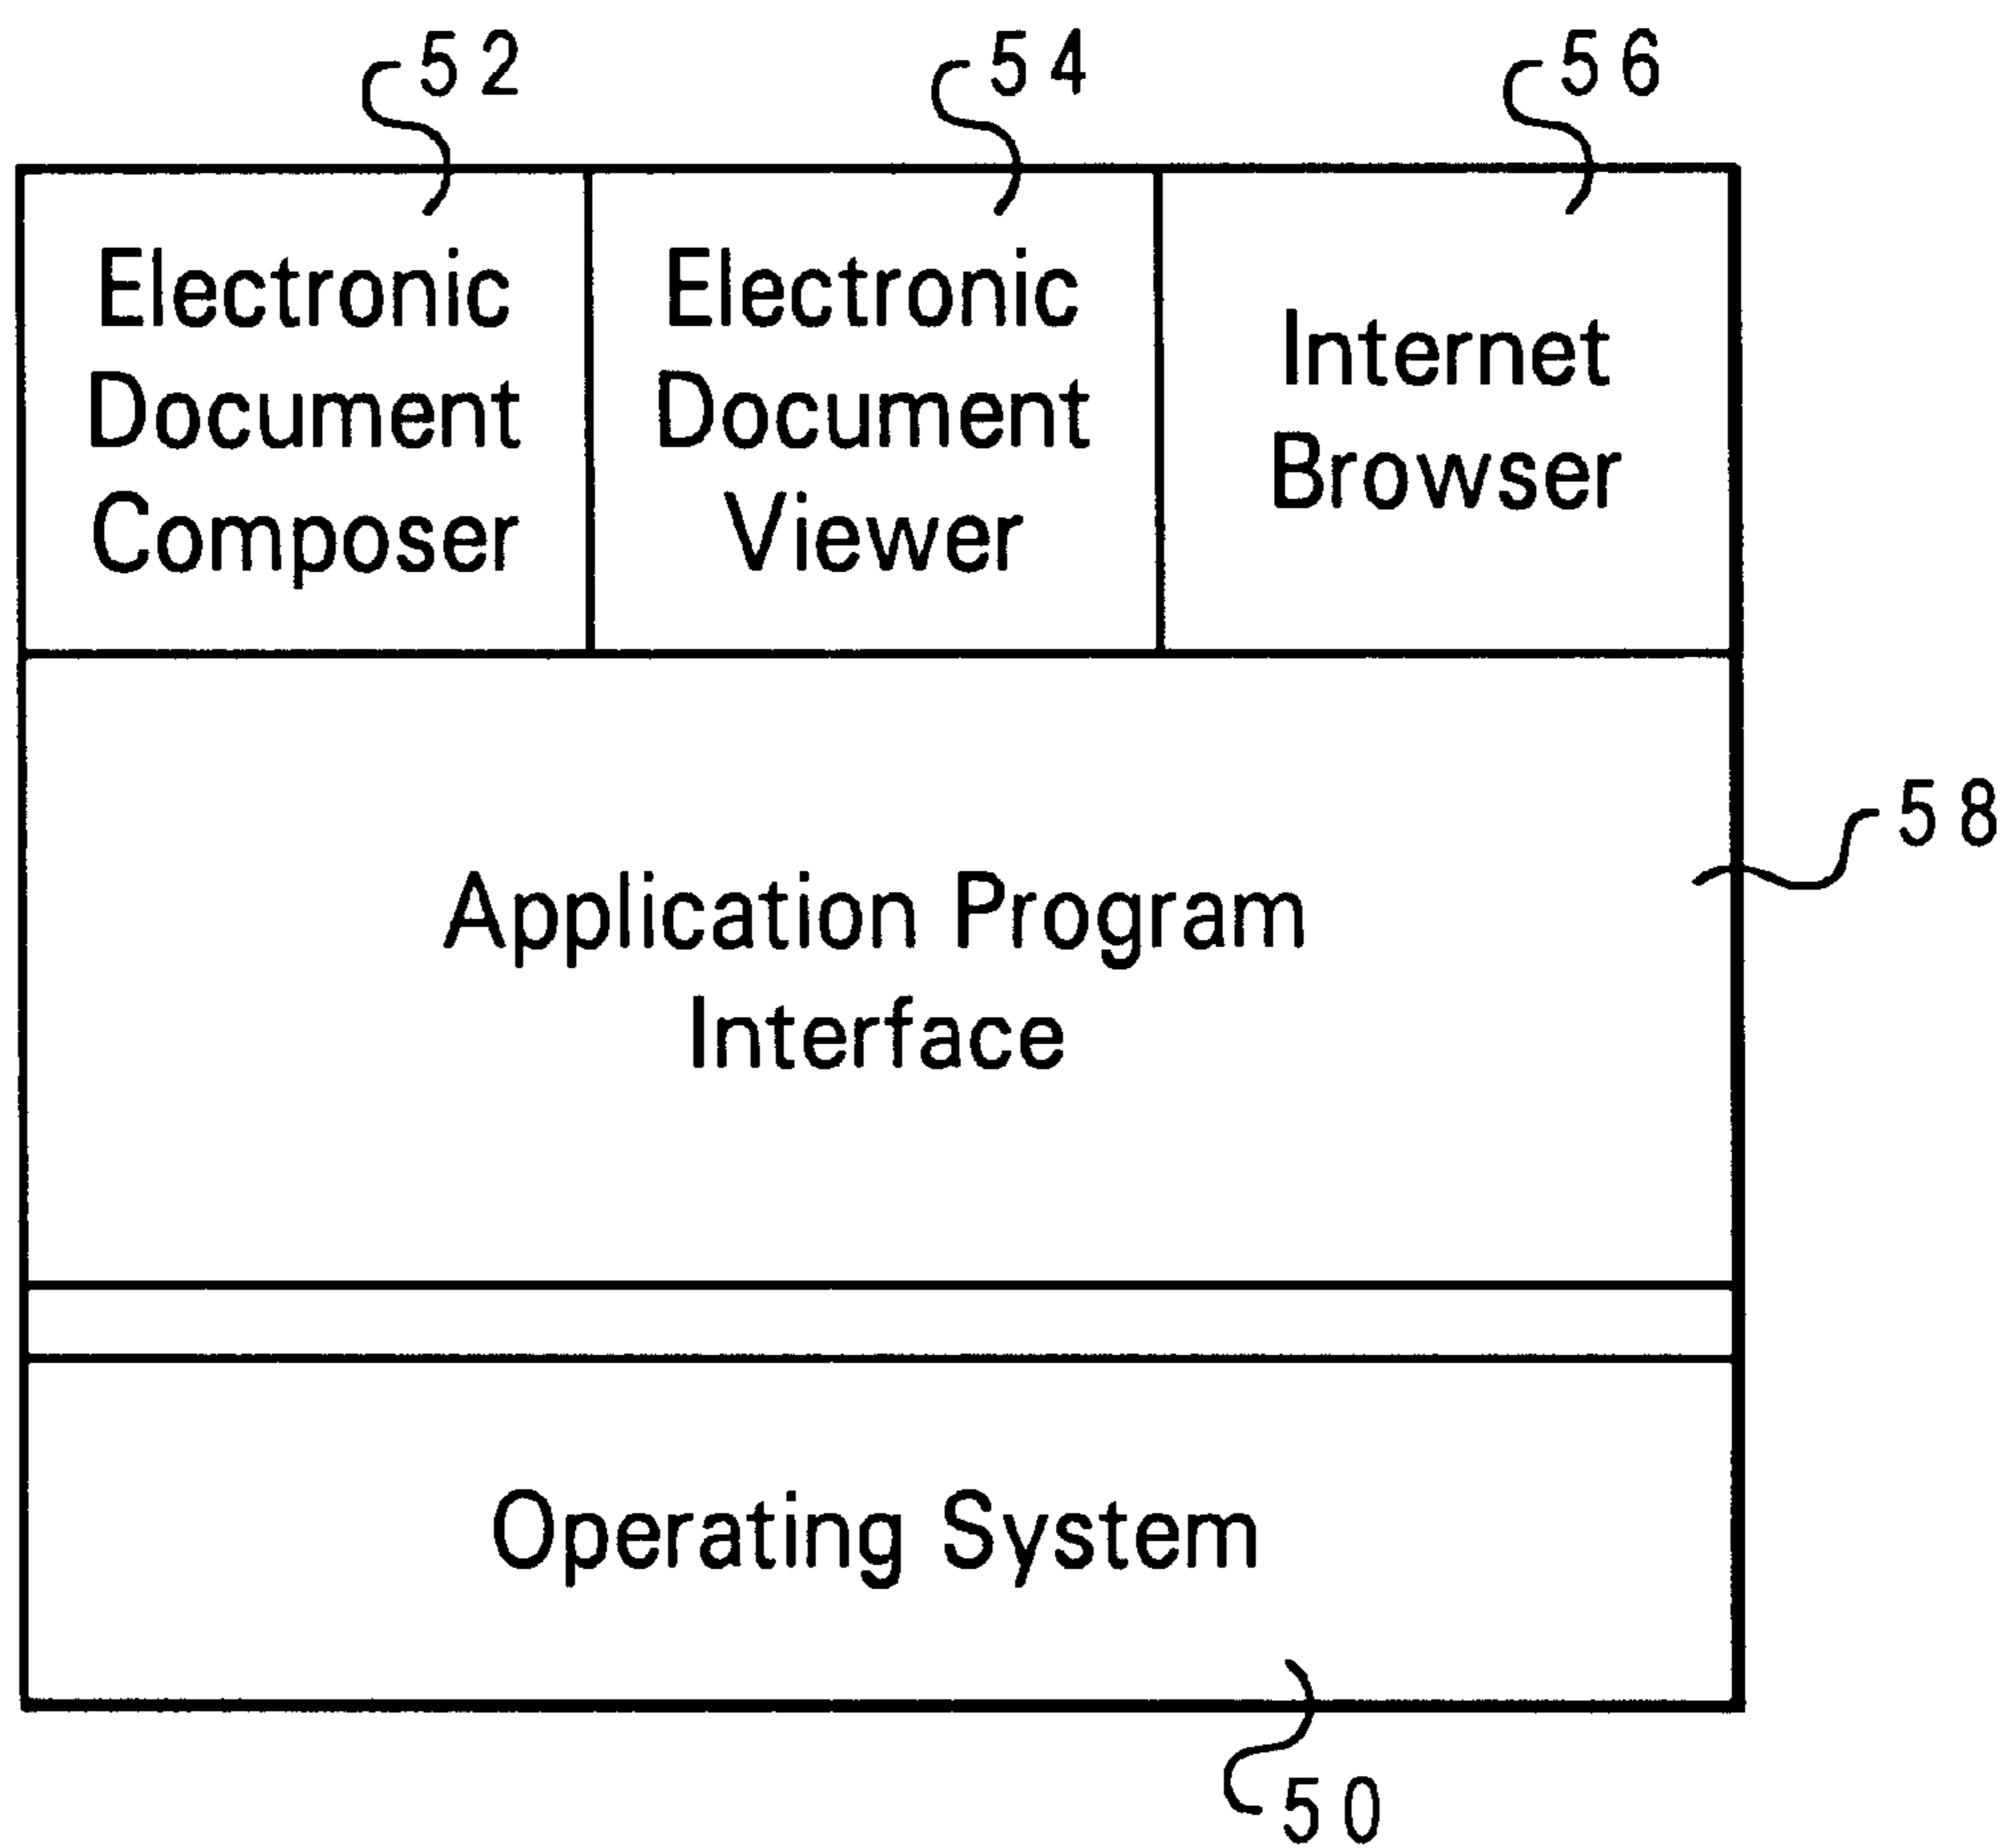 52
54
56
Electronic
Document
Composer
Electronic
Document
Viewer
Internet
Browser
58
Application Program
Interface
Operating System
50